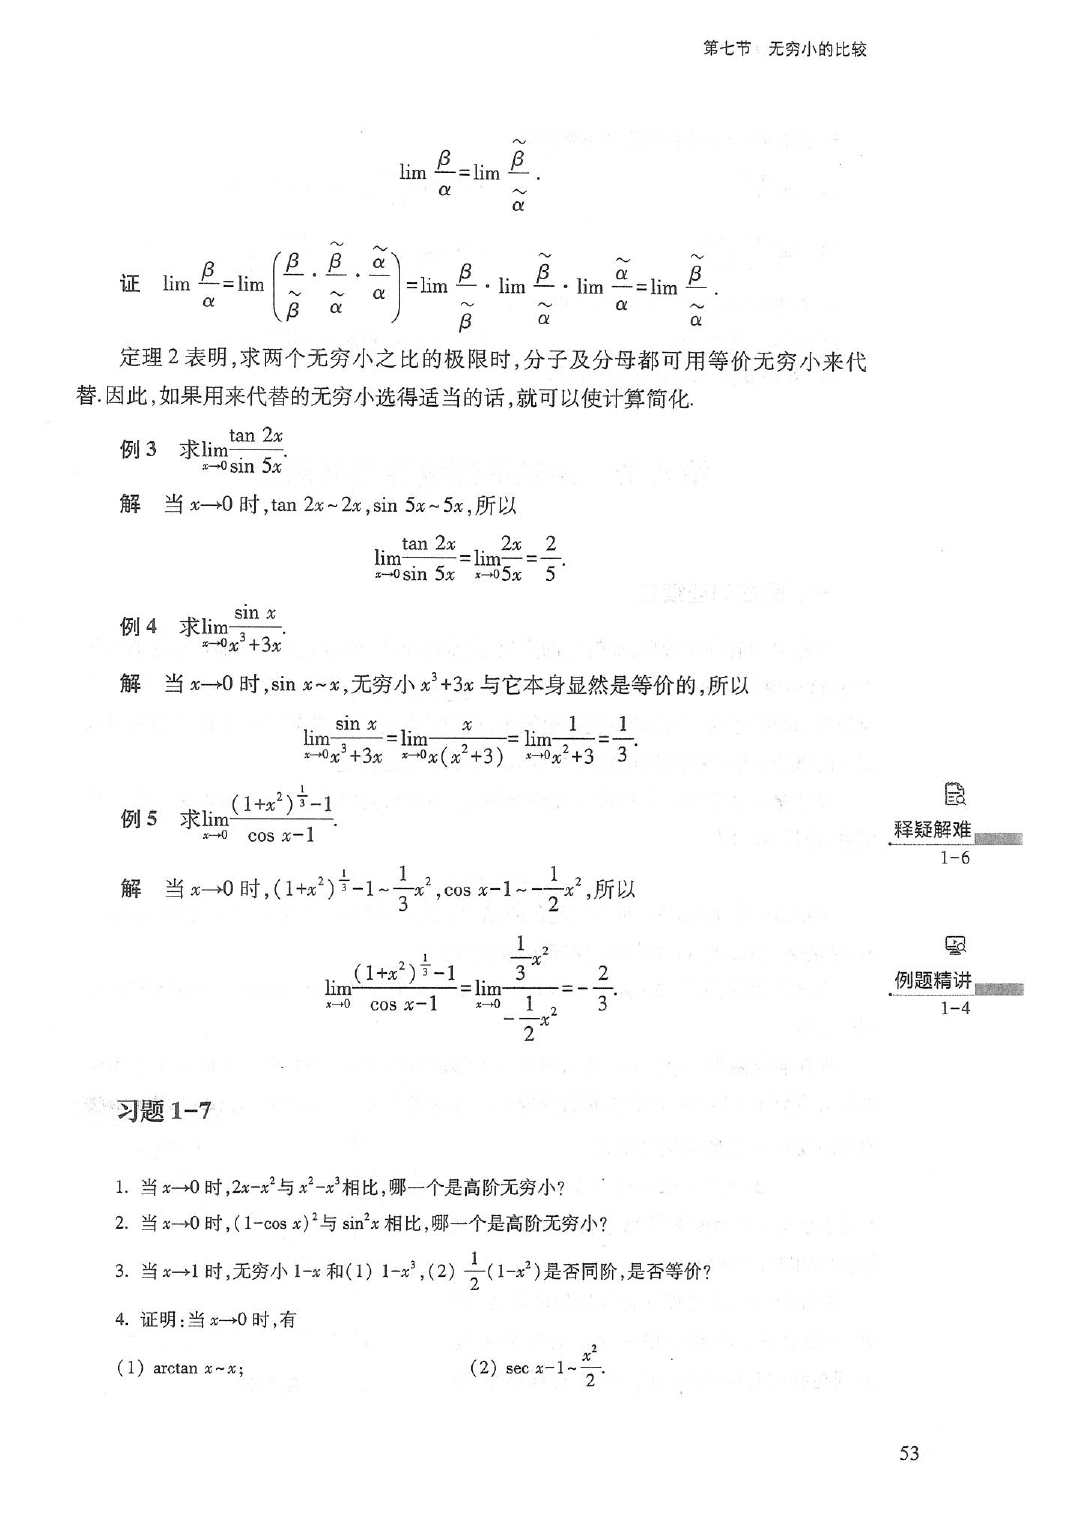 第七节 无穷小的比较
lim β/α = lim β̃/α̃.
证 lim β/α = lim (β/β̃ · β̃/α̃ · α̃/α) = lim β/β̃ · lim β̃/α̃ · lim α̃/α = lim β̃/α̃.
定理 2 表明,求两个无穷小之比的极限时,分子及分母都可用等价无穷小来代
替.因此,如果用来代替的无穷小选得适当的话,就可以使计算简化.
例 3 求 lim_{x→0} tan 2x / sin 5x.
解 当 x→0 时,tan 2x~2x,sin 5x~5x,所以
lim_{x→0} tan 2x / sin 5x = lim_{x→0} 2x/5x = 2/5.
例 4 求 lim_{x→0} sin x / (x³+3x).
解 当 x→0 时,sin x~x,无穷小 x³+3x 与它本身显然是等价的,所以
lim_{x→0} sin x / (x³+3x) = lim_{x→0} x / (x(x²+3)) = lim_{x→0} 1/(x²+3) = 1/3.
例 5 求 lim_{x→0} ((1+x²)^{1/3}-1) / (cos x-1).
释疑解难
1-6
解 当 x→0 时,(1+x²)^{1/3}-1~1/3 x²,cos x-1~-1/2 x²,所以
lim_{x→0} ((1+x²)^{1/3}-1) / (cos x-1) = lim_{x→0} (1/3 x²) / (-1/2 x²) = -2/3.
例题精讲
1-4
习题 1-7
1. 当 x→0 时,2x-x²与 x²-x³相比,哪一个是高阶无穷小?
2. 当 x→0 时,(1-cos x)²与 sin²x 相比,哪一个是高阶无穷小?
3. 当 x→1 时,无穷小 1-x 和(1) 1-x³,(2) 1/2(1-x²)是否同阶,是否等价?
4. 证明:当 x→0 时,有
(1) arctan x~x; (2) sec x-1~x²/2.
53